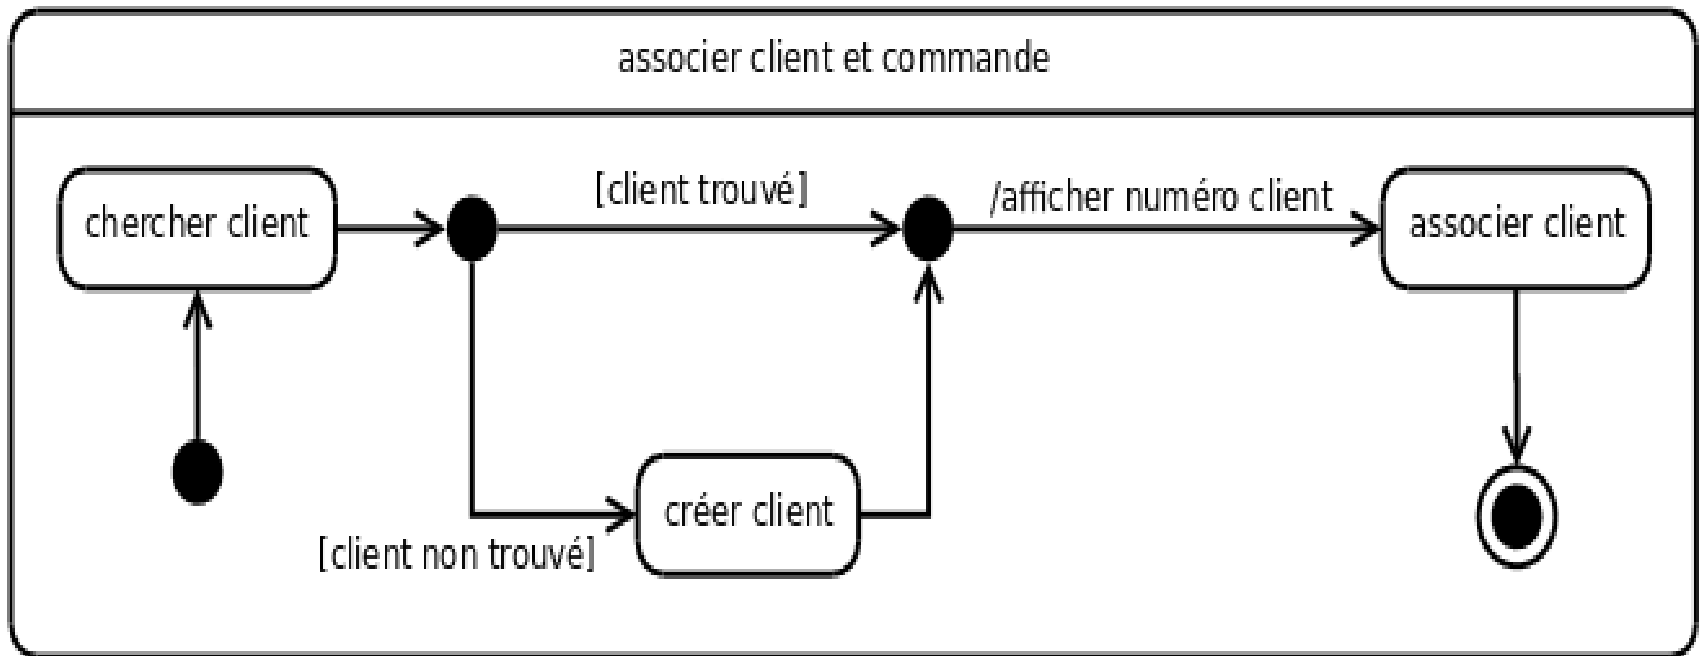 associer client et commande
chercher client
[client trouvé]
/afficher numéro client
associer client
créer client
[client non trouvé]